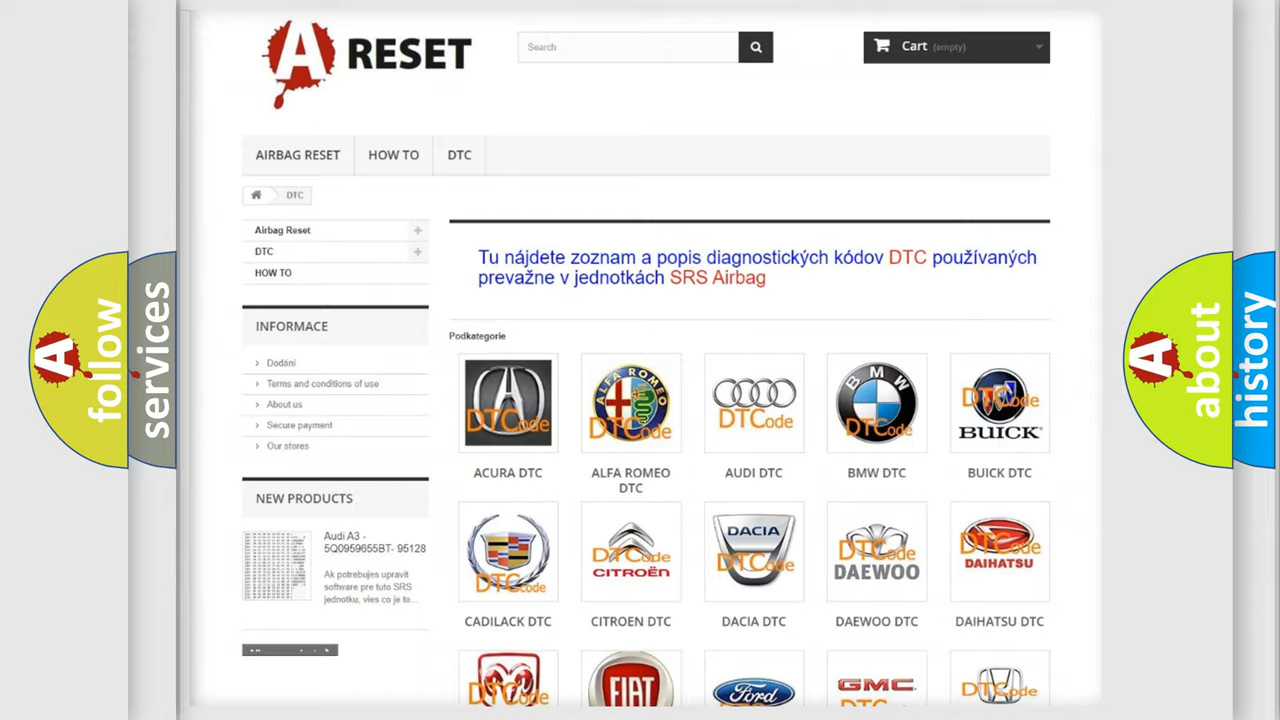 A RESET
Search
Cart (empty)
AIRBAG RESET
HOW TO
DTC
DTC
Airbag Reset
DTC
HOW TO
INFORMACE
Dodání
Terms and conditions of use
About us
Secure payment
Our stores
NEW PRODUCTS
Audi A3 -
5Q0959655BT- 95128
Ak potrebujes upravit
software pre tuto SRS
jednotku, vies co je to...
Tu nájdete zoznam a popis diagnostických kódov DTC používaných
prevažne v jednotkách SRS Airbag
Podkategorie
DTCode
ALFA ROMEO
DTCode
DTCode
BMW
DTCode
DTCode
BUICK
ACURA DTC
ALFA ROMEO
DTC
AUDI DTC
BMW DTC
BUICK DTC
DTCode
DTCode
CITROËN
DACIA
DTCode
DTCode
DAEWOO
DTCode
DAIHATSU
CADILACK DTC
CITROEN DTC
DACIA DTC
DAEWOO DTC
DAIHATSU DTC
DTCode
FIAT
Ford
GMC
DTCode
A
follow
services
A
about
history